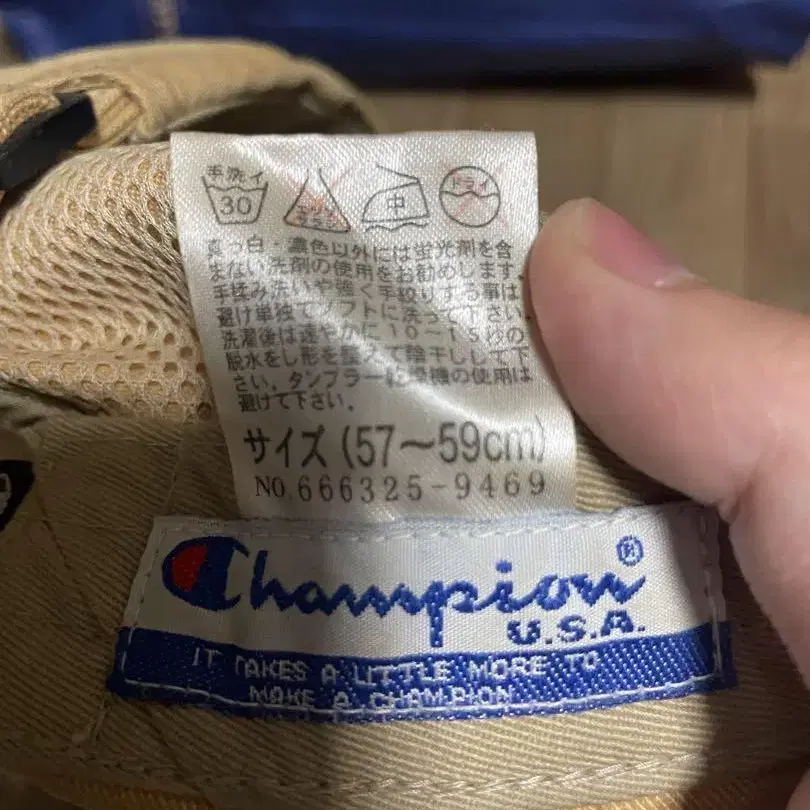 手洗イ
30
エンソ
サラシ
中
ドライ
真っ白・濃色以外には蛍光剤を含
まない洗剤の使用をお勧めします。
手揉み洗いや強く手絞りする事は
避け単独でソフトに洗って下さい。
洗濯後は速やかに10～15秒の
脱水をし形を整えて陰干しして下
さい。タンブラー乾燥機の使用は
避けて下さい。
サイズ(57～59cm)
NO.666325-9469
Champion®
U.S.A.
IT TAKES A LITTLE MORE TO
MAKE A CHAMPION